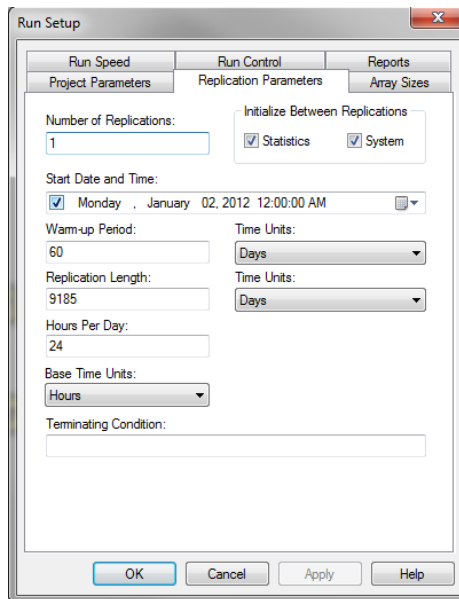 Run Setup
Run Speed Run Control Reports
Project Parameters Replication Parameters Array Sizes
Number of Replications: Initialize Between Replications
1 Statistics System
Start Date and Time:
Monday , January 02, 2012 12:00:00 AM
Warm-up Period: Time Units:
60 Days
Replication Length: Time Units:
9185 Days
Hours Per Day:
24
Base Time Units:
Hours
Terminating Condition:
OK Cancel Apply Help